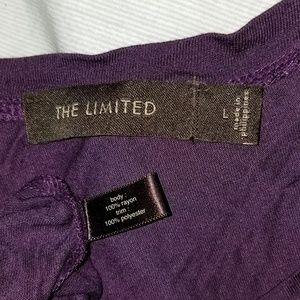 THE LIMITED
L
made in
Philippines
body:
100% rayon
trim:
100% polyester